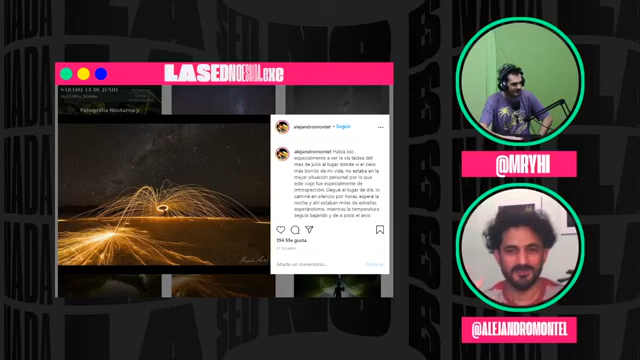 LASEDNOESNADA.exe
SÁBADO 12 DE JUNIO
Fotografía Nocturna y
alejandromontel • Seguir
alejandromontel Había ido
especialmente a ver la vía láctea del
mes de julio al lugar donde vi el cielo
más bonito de mi vida, no estaba en la
mejor situación personal por lo que
este viaje fue especialmente de
introspección. Llegué al lugar de día, lo
caminé en silencio por horas, esperé la
noche y ahí estaban miles de estrellas
esperándome, mientras la temperatura
seguía bajando y de a poco el arco
194 Me gusta
Añade un comentario...
Publicar
@MRYHI
@ALEJANDROMONTEL